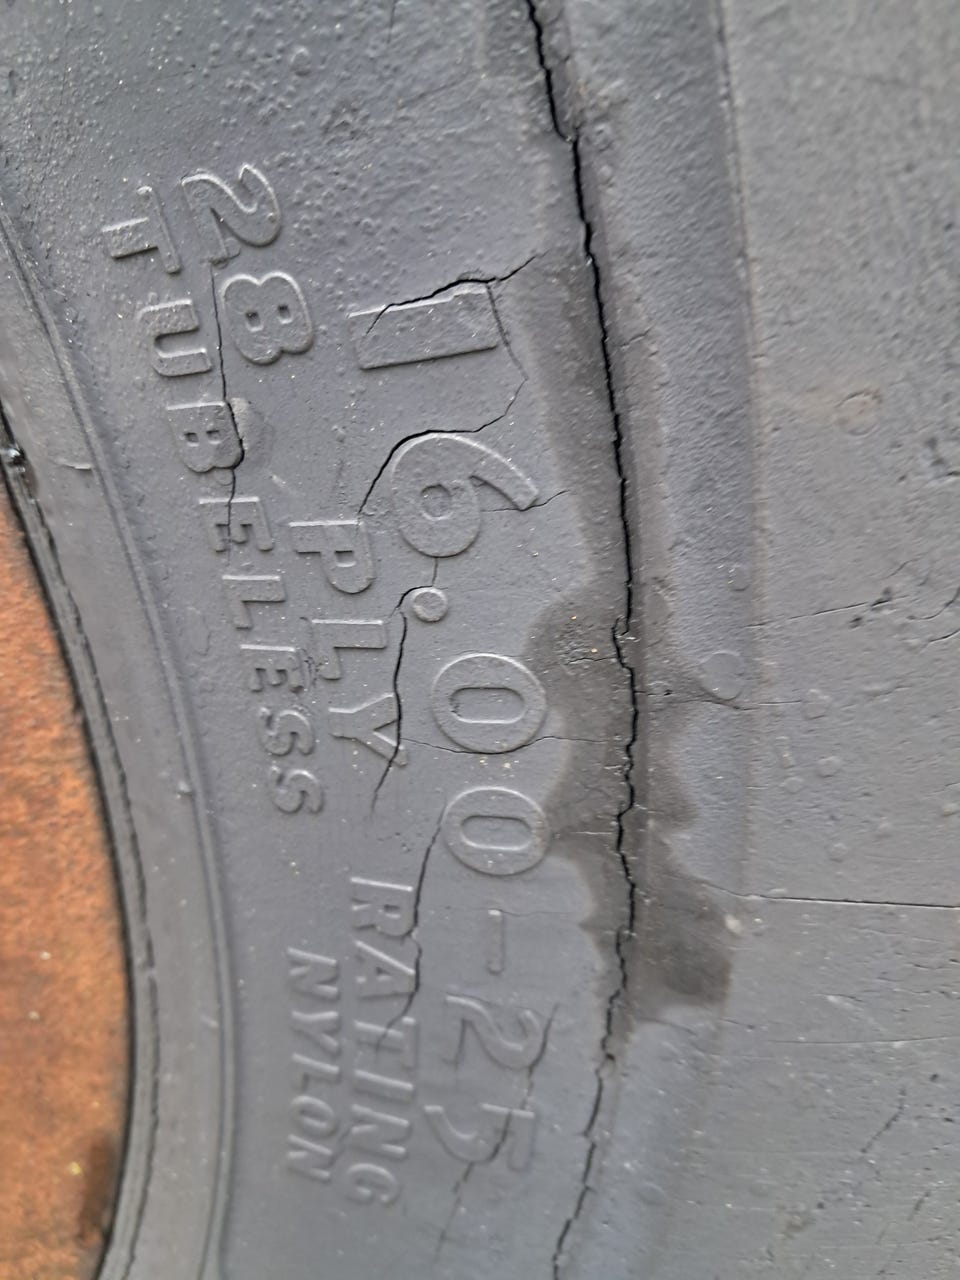 16.00-25
28 PLY RATING
TUBELESS NYLON